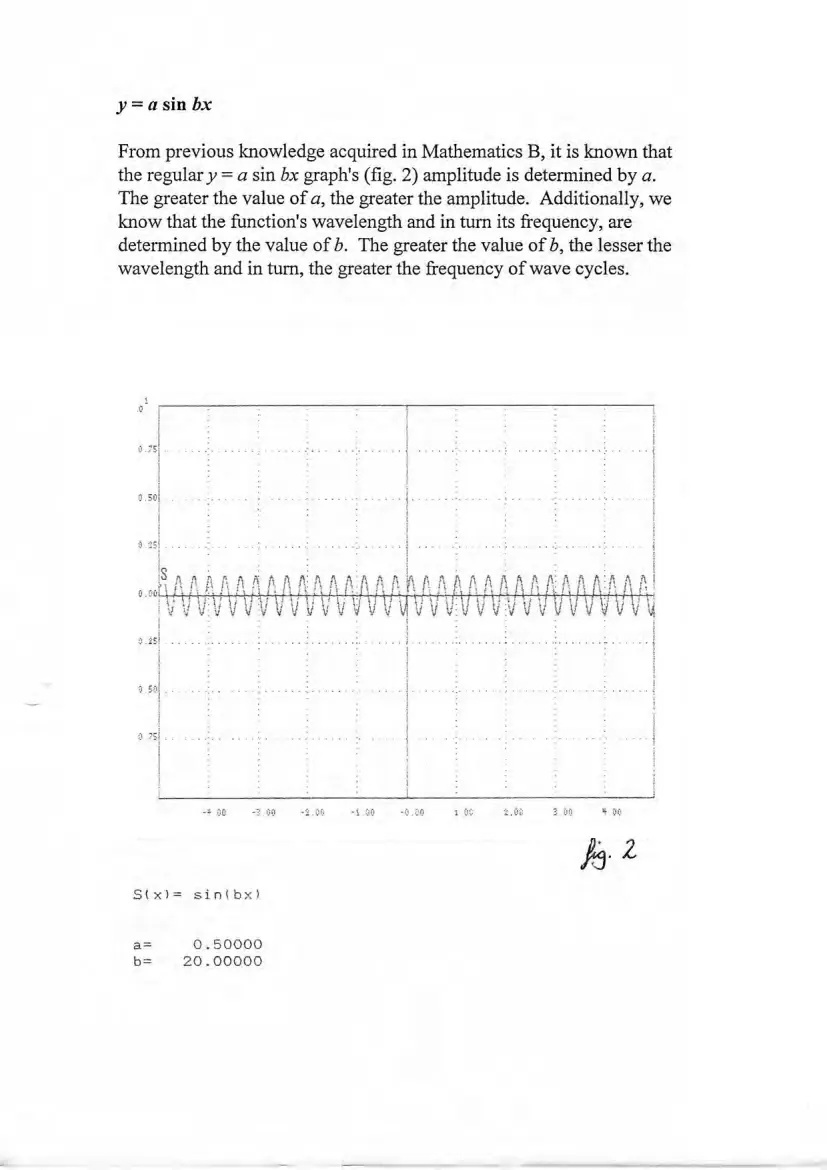 y = a sin bx
From previous knowledge acquired in Mathematics B, it is known that
the regular y = a sin bx graph's (fig. 2) amplitude is determined by a.
The greater the value of a, the greater the amplitude. Additionally, we
know that the function's wavelength and in turn its frequency, are
determined by the value of b. The greater the value of b, the lesser the
wavelength and in turn, the greater the frequency of wave cycles.
1
.0
0.75
0.50
0.25
S
0.00
0.25
0.50
0.75
-4.00 -3.00 -2.00 -1.00 -0.00 1.00 2.00 3.00 4.00
fig. 2
S(x)= sin(bx)
a= 0.50000
b= 20.00000